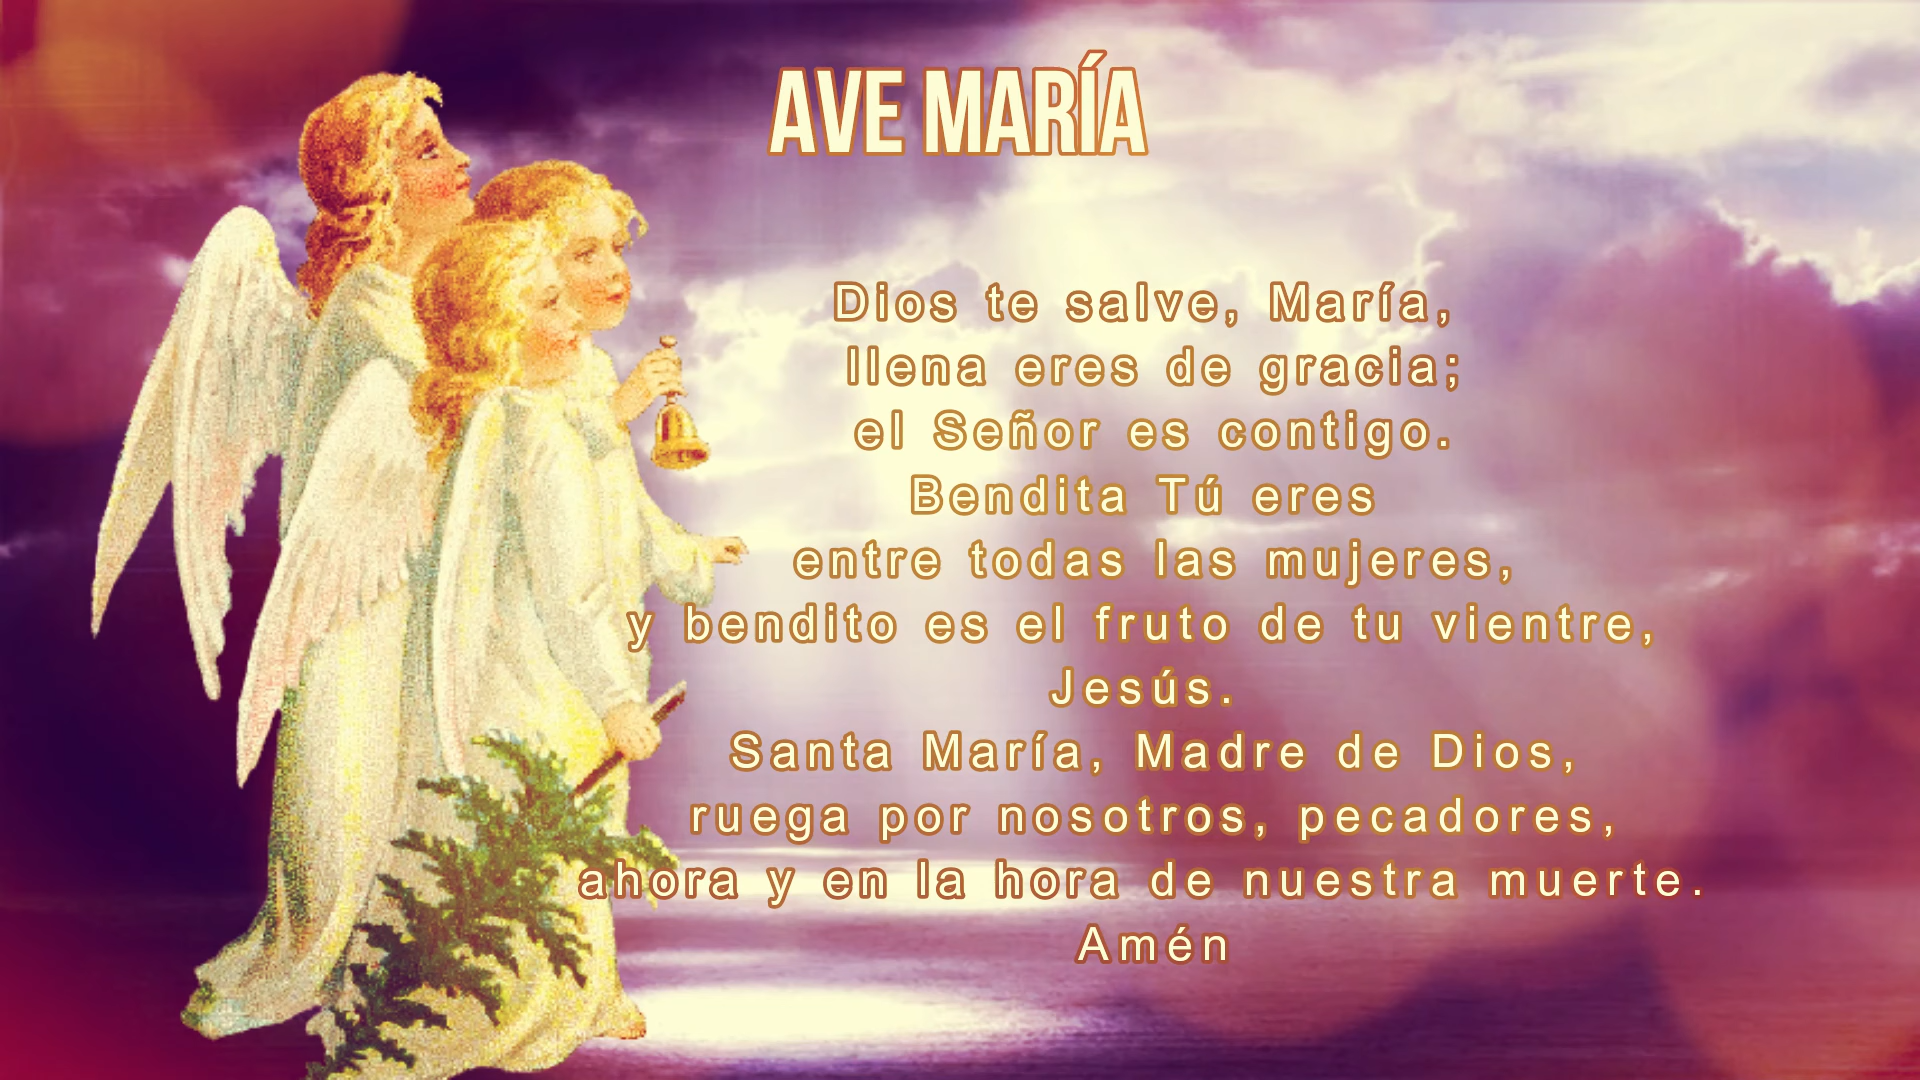 AVE MARÍA
Dios te salve, María,
llena eres de gracia;
el Señor es contigo.
Bendita Tú eres
entre todas las mujeres,
y bendito es el fruto de tu vientre,
Jesús.
Santa María, Madre de Dios,
ruega por nosotros, pecadores,
ahora y en la hora de nuestra muerte.
Amén